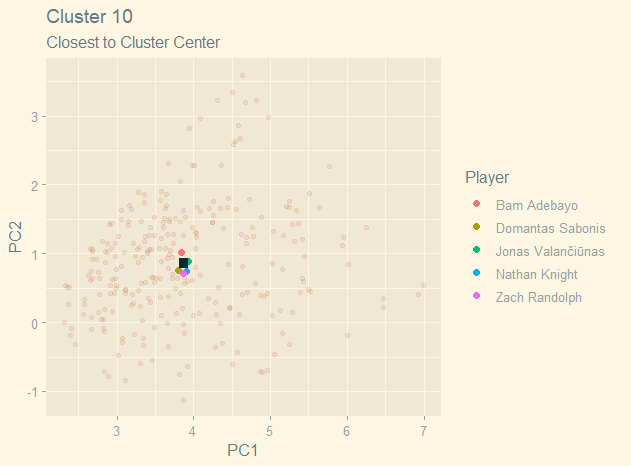 Cluster 10
Closest to Cluster Center
PC2
3
2
1
0
-1
3
4
5
6
7
PC1
Player
Bam Adebayo
Domantas Sabonis
Jonas Valančiūnas
Nathan Knight
Zach Randolph